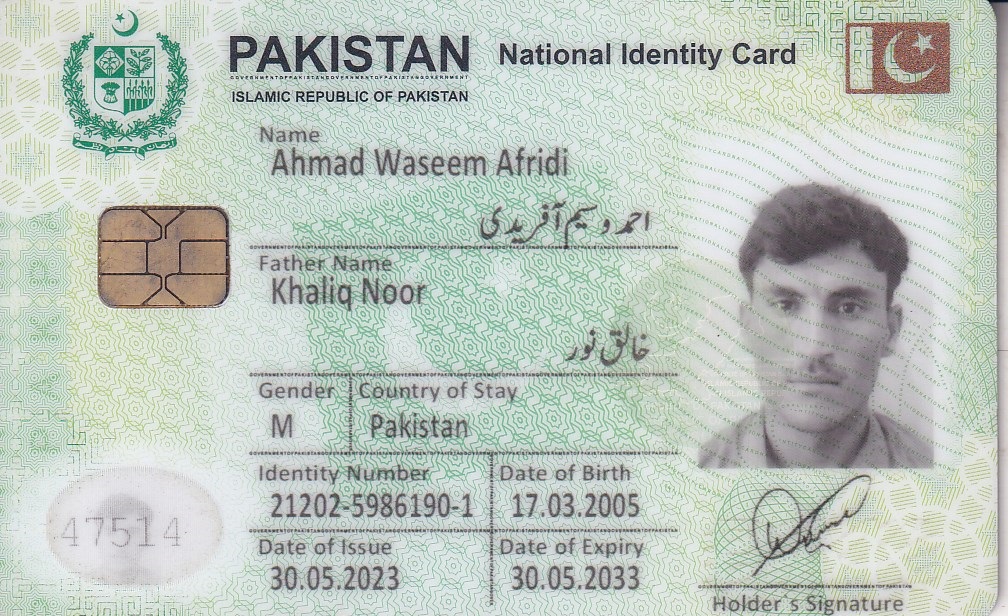 PAKISTAN National Identity Card
ISLAMIC REPUBLIC OF PAKISTAN
Name
Ahmad Waseem Afridi
احمد وسیم آفریدی
Father Name
Khaliq Noor
خالق نور
Gender Country of Stay
M Pakistan
Identity Number Date of Birth
21202-5986190-1 17.03.2005
Date of Issue Date of Expiry
30.05.2023 30.05.2033
47514
Holder's Signature